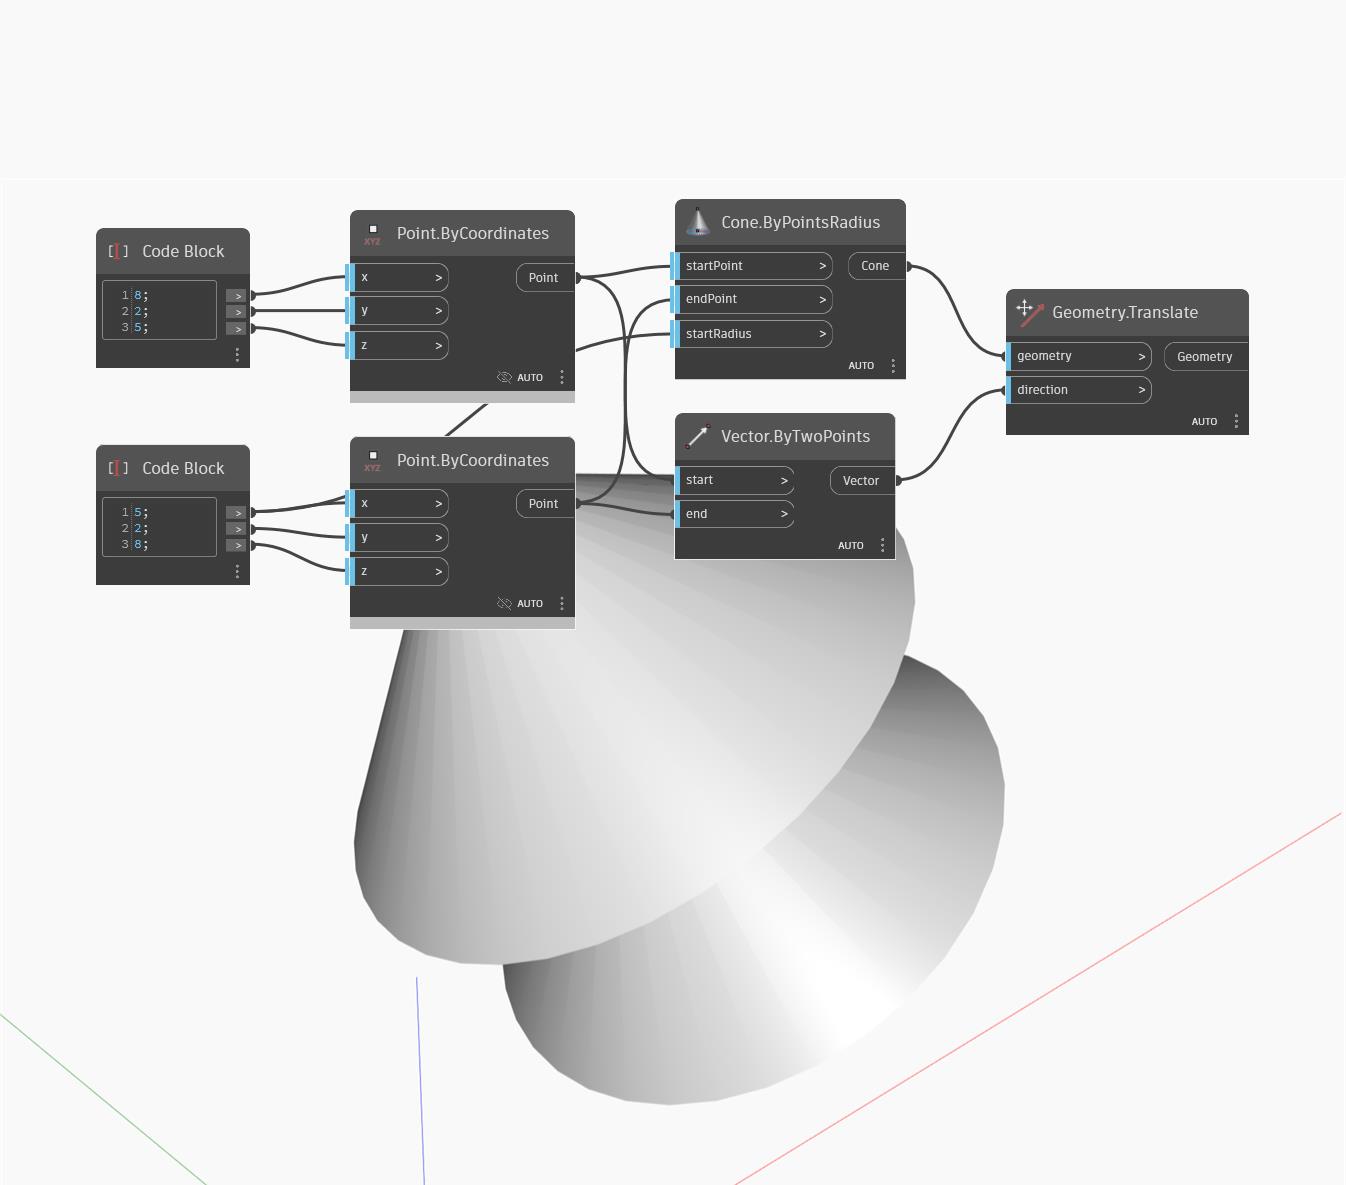 Code Block
1 8;
2 2;
3 5;
>
>
>
Point.ByCoordinates
XYZ
x >
Point
y >
z >
AUTO
Cone.ByPointsRadius
startPoint >
Cone
endPoint >
startRadius >
AUTO
Geometry.Translate
geometry >
Geometry
direction >
AUTO
Code Block
1 5;
2 2;
3 8;
>
>
>
Point.ByCoordinates
XYZ
x >
Point
y >
z >
AUTO
Vector.ByTwoPoints
start >
Vector
end >
AUTO